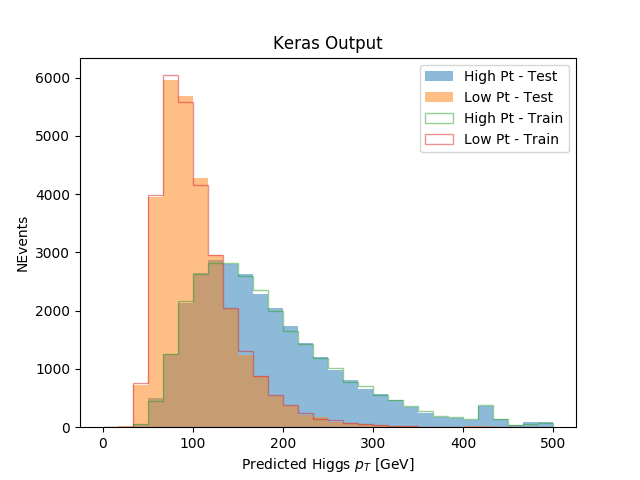 Keras Output
High Pt - Test
Low Pt - Test
High Pt - Train
Low Pt - Train
6000
5000
4000
3000
2000
1000
0
NEvents
0 100 200 300 400 500
Predicted Higgs p_T [GeV]